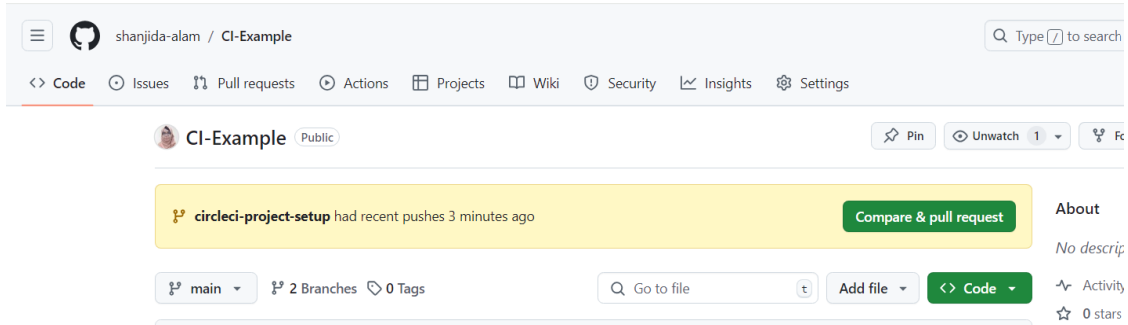 shanjida-alam / CI-Example
Type / to search
Code Issues Pull requests Actions Projects Wiki Security Insights Settings
CI-Example Public Pin Unwatch 1
circleci-project-setup had recent pushes 3 minutes ago Compare & pull request
About
No descrip
main 2 Branches 0 Tags Go to file t Add file Code
Activity
0 stars